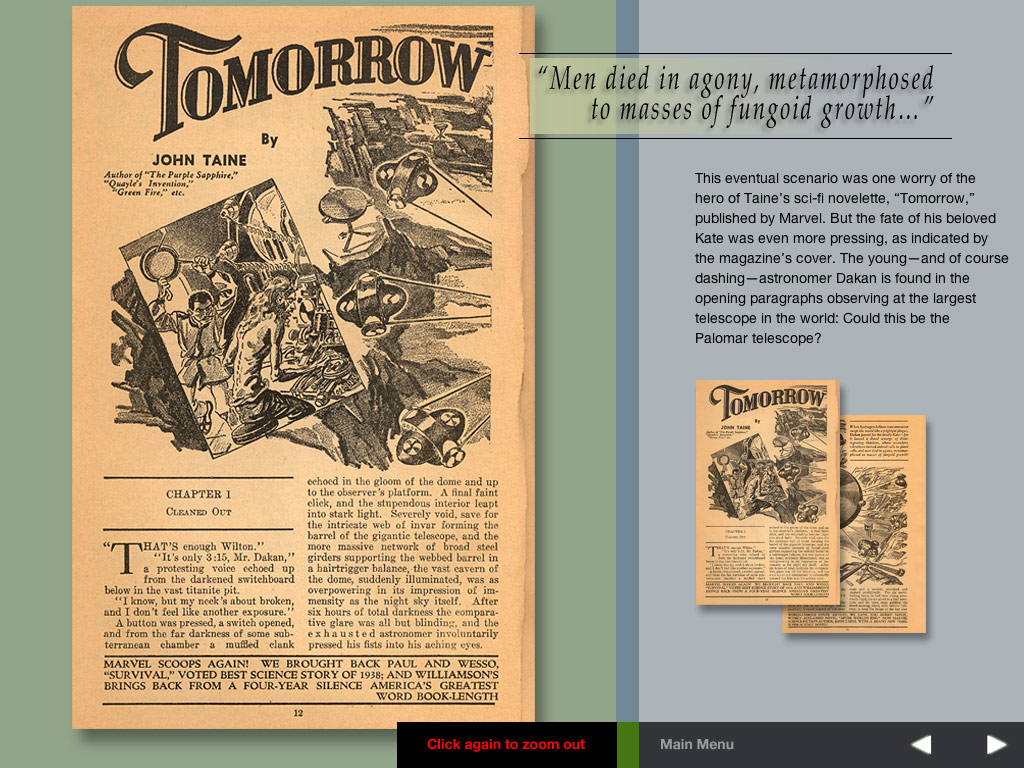 TOMORROW
By
JOHN TAINE
Author of "The Purple Sapphire,"
"Quayle's Invention,"
"Green Fire," etc.
CHAPTER I
CLEANED OUT
"THAT'S enough Wilton."
"It's only 3:15, Mr. Dakan,"
a protesting voice echoed up
from the darkened switchboard
below in the vast titanite pit.
"I know, but my neck's about broken,
and I don't feel like another exposure."
A button was pressed, a switch opened,
and from the far darkness of some sub-
terranean chamber a muffled clank
echoed in the gloom of the dome and up
to the observer's platform. A final faint
click, and the stupendous interior leapt
into stark light. Severely void, save for
the intricate web of invar forming the
barrel of the gigantic telescope, and the
more massive network of broad steel
girders supporting the webbed barrel in
a hairtrigger balance, the vast cavern of
the dome, suddenly illuminated, was as
overpowering in its impression of im-
mensity as the night sky itself. After
six hours of total darkness the compara-
tive glare was all but blinding, and the
exhausted astronomer involuntarily
pressed his fists into his aching eyes.
MARVEL SCOOPS AGAIN! WE BROUGHT BACK PAUL AND WESSO,
"SURVIVAL," VOTED BEST SCIENCE STORY OF 1938; AND WILLIAMSON'S
BRINGS BACK FROM A FOUR-YEAR SILENCE AMERICA'S GREATEST
WORD BOOK-LENGTH
12
“Men died in agony, metamorphosed
to masses of fungoid growth...”
This eventual scenario was one worry of the
hero of Taine’s sci-fi novelette, “Tomorrow,”
published by Marvel. But the fate of his beloved
Kate was even more pressing, as indicated by
the magazine’s cover. The young—and of course
dashing—astronomer Dakan is found in the
opening paragraphs observing at the largest
telescope in the world: Could this be the
Palomar telescope?
TOMORROW
By
JOHN TAINE
CHAPTER I
CLEANED OUT
Click again to zoom out
Main Menu